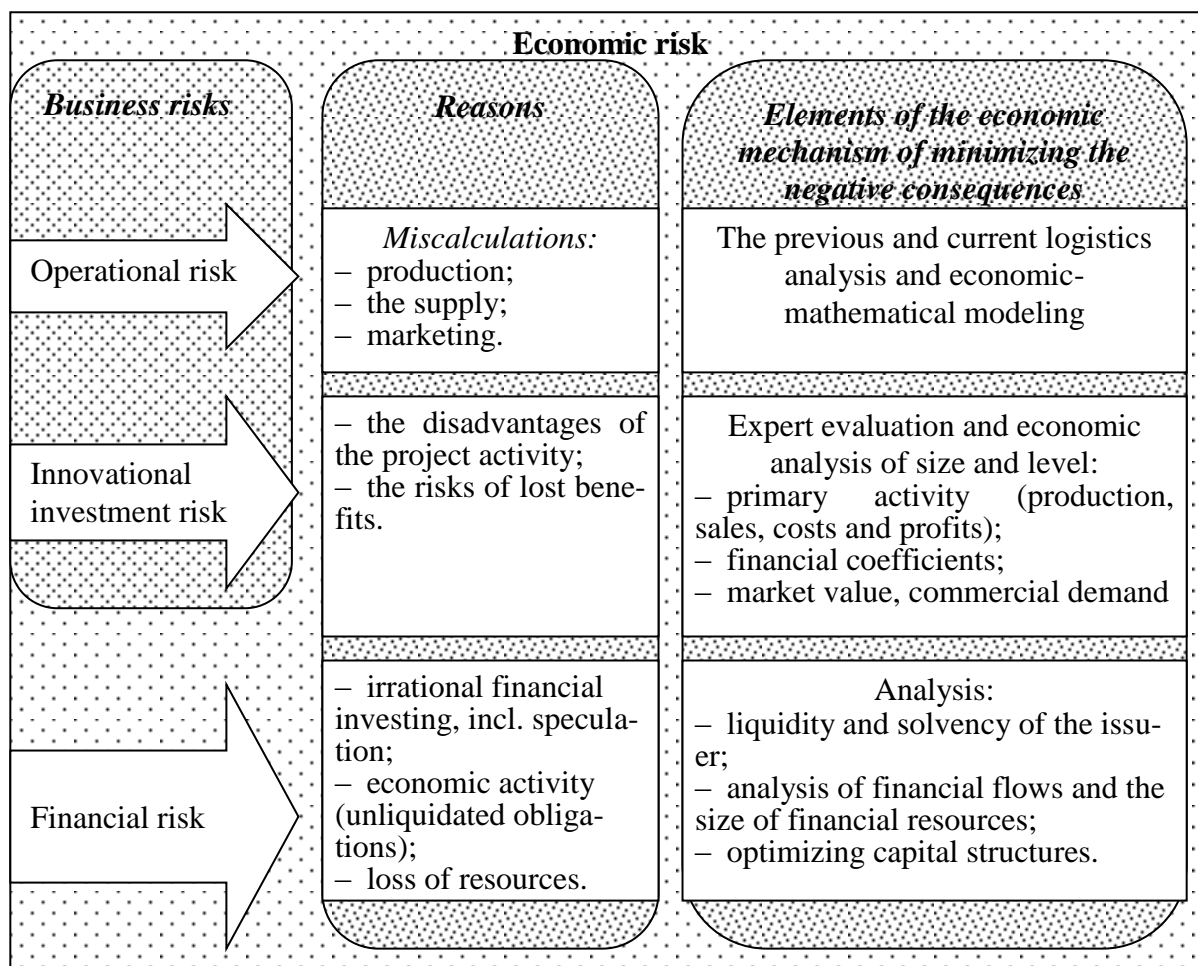 Economic risk
Business risks
Reasons
Elements of the economic
mechanism of minimizing the
negative consequences
Operational risk
Miscalculations:
– production;
– the supply;
– marketing.
The previous and current logistics
analysis and economic-
mathematical modeling
Innovational
investment risk
– the disadvantages of
the project activity;
– the risks of lost bene-
fits.
Expert evaluation and economic
analysis of size and level:
– primary activity (production,
sales, costs and profits);
– financial coefficients;
– market value, commercial demand
Financial risk
– irrational financial
investing, incl. specula-
tion;
– economic activity
(unliquidated obliga-
tions);
– loss of resources.
Analysis:
– liquidity and solvency of the issu-
er;
– analysis of financial flows and the
size of financial resources;
– optimizing capital structures.